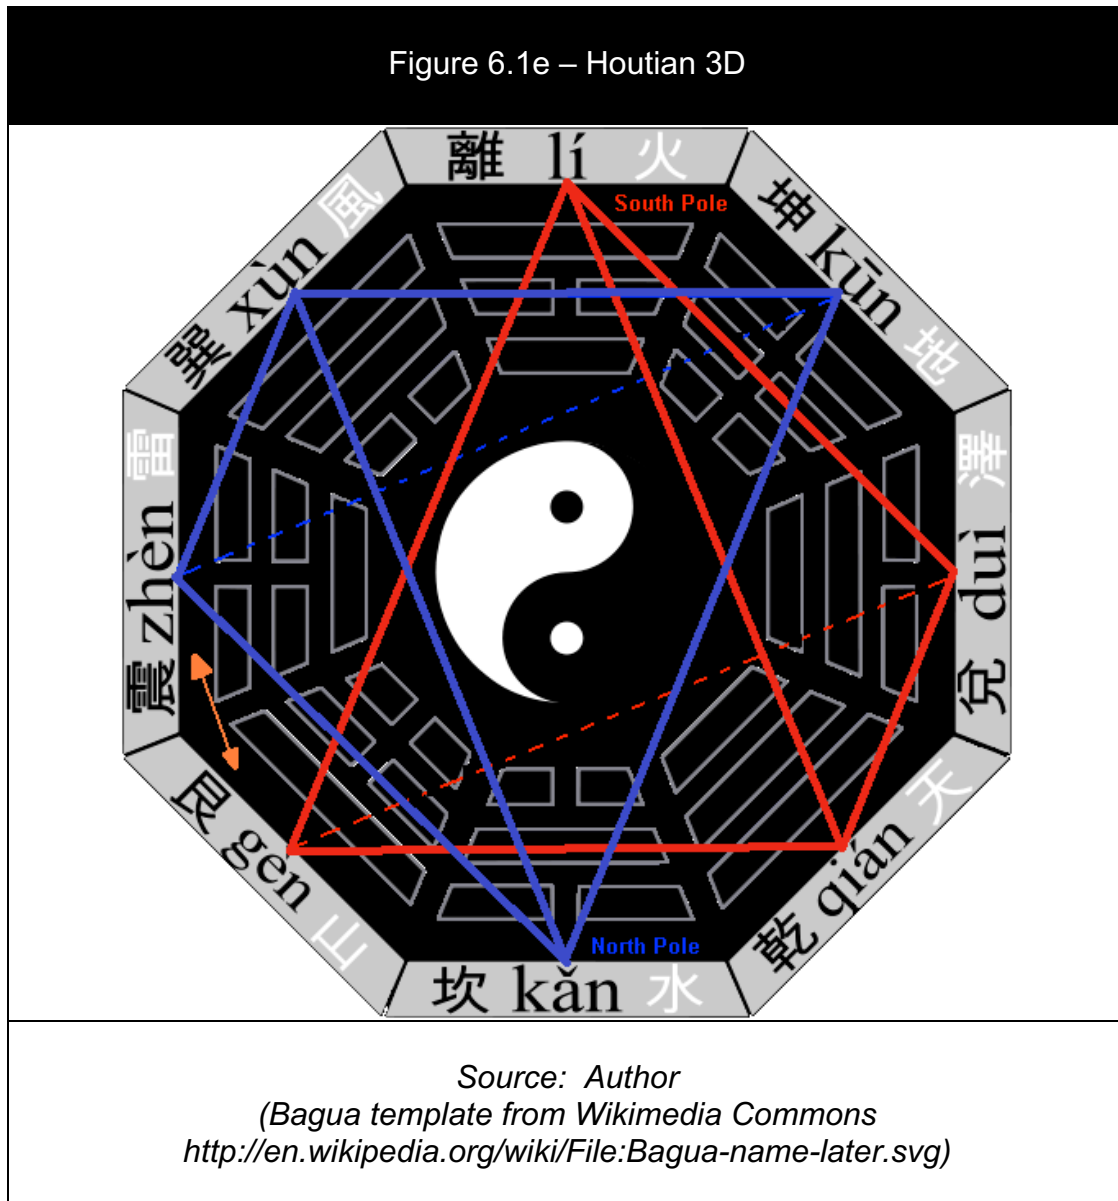 Figure 6.1e – Houtian 3D
離 lí 火
South Pole
坤 kūn 地
澤 duì 兌
乾 qián 天
North Pole
坎 kǎn 水
艮 gen 山
震 zhèn 雷
巽 xùn 風
Source: Author
(Bagua template from Wikimedia Commons
http://en.wikipedia.org/wiki/File:Bagua-name-later.svg)